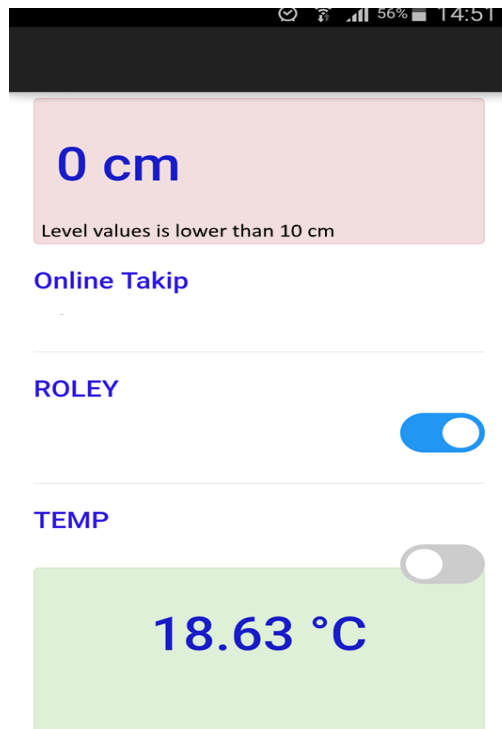 56% 14:51
0 cm
Level values is lower than 10 cm
Online Takip
ROLEY
TEMP
18.63 °C